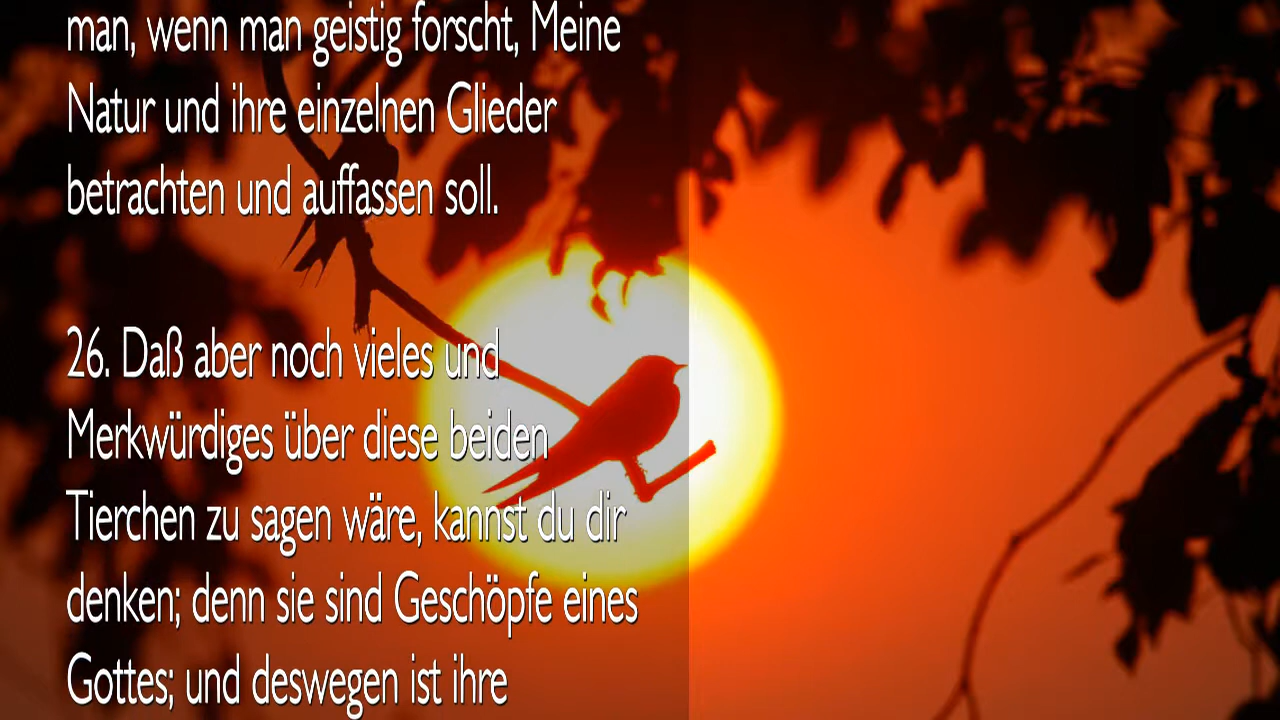 man, wenn man geistig forscht, Meine
Natur und ihre einzelnen Glieder
betrachten und auffassen soll.
26. Daß aber noch vieles und
Merkwürdiges über diese beiden
Tierchen zu sagen wäre, kannst du dir
denken; denn sie sind Geschöpfe eines
Gottes; und deswegen ist ihre